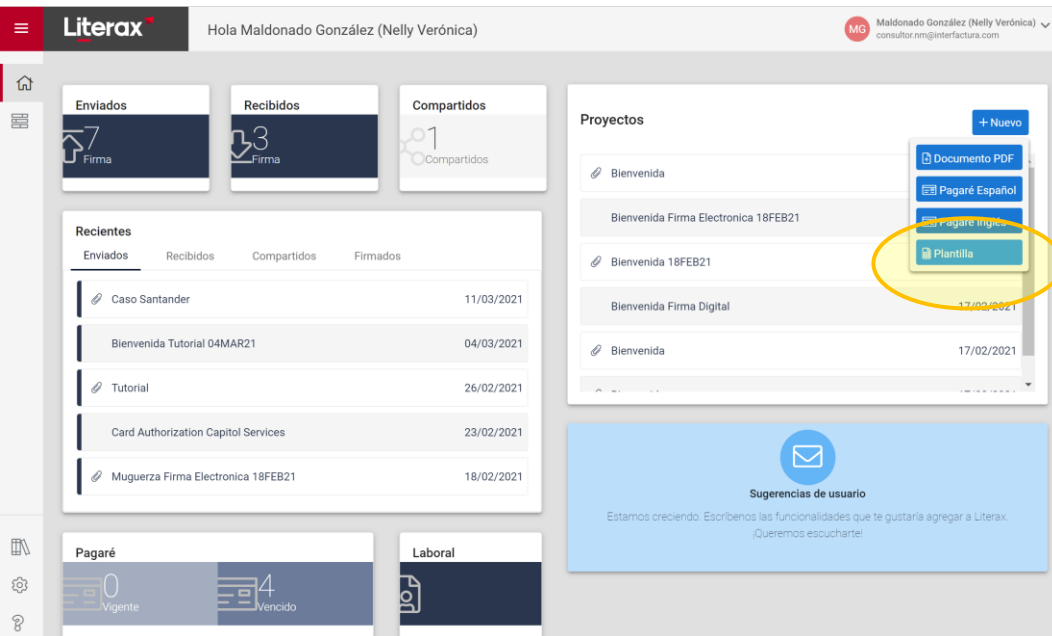 Literax
Hola Maldonado González (Nelly Verónica)
MG
Maldonado González (Nelly Verónica)
consultor.nm@interfactura.com
Enviados
7
Firma
Recibidos
3
Firma
Compartidos
1
Compartidos
Recientes
Enviados Recibidos Compartidos Firmados
Caso Santander 11/03/2021
Bienvenida Tutorial 04MAR21 04/03/2021
Tutorial 26/02/2021
Card Authorization Capitol Services 23/02/2021
Muguerza Firma Electronica 18FEB21 18/02/2021
Pagaré
0
Vigente
4
Vencido
Laboral
Proyectos
+ Nuevo
Documento PDF
Pagaré Español
Pagaré Inglés
Plantilla
Bienvenida
Bienvenida Firma Electronica 18FEB21
Bienvenida 18FEB21
Bienvenida Firma Digital 17/02/2021
Bienvenida 17/02/2021
Sugerencias de usuario
Estamos creciendo. Escríbenos las funcionalidades que te gustaría agregar a Literax.
¡Queremos escucharte!